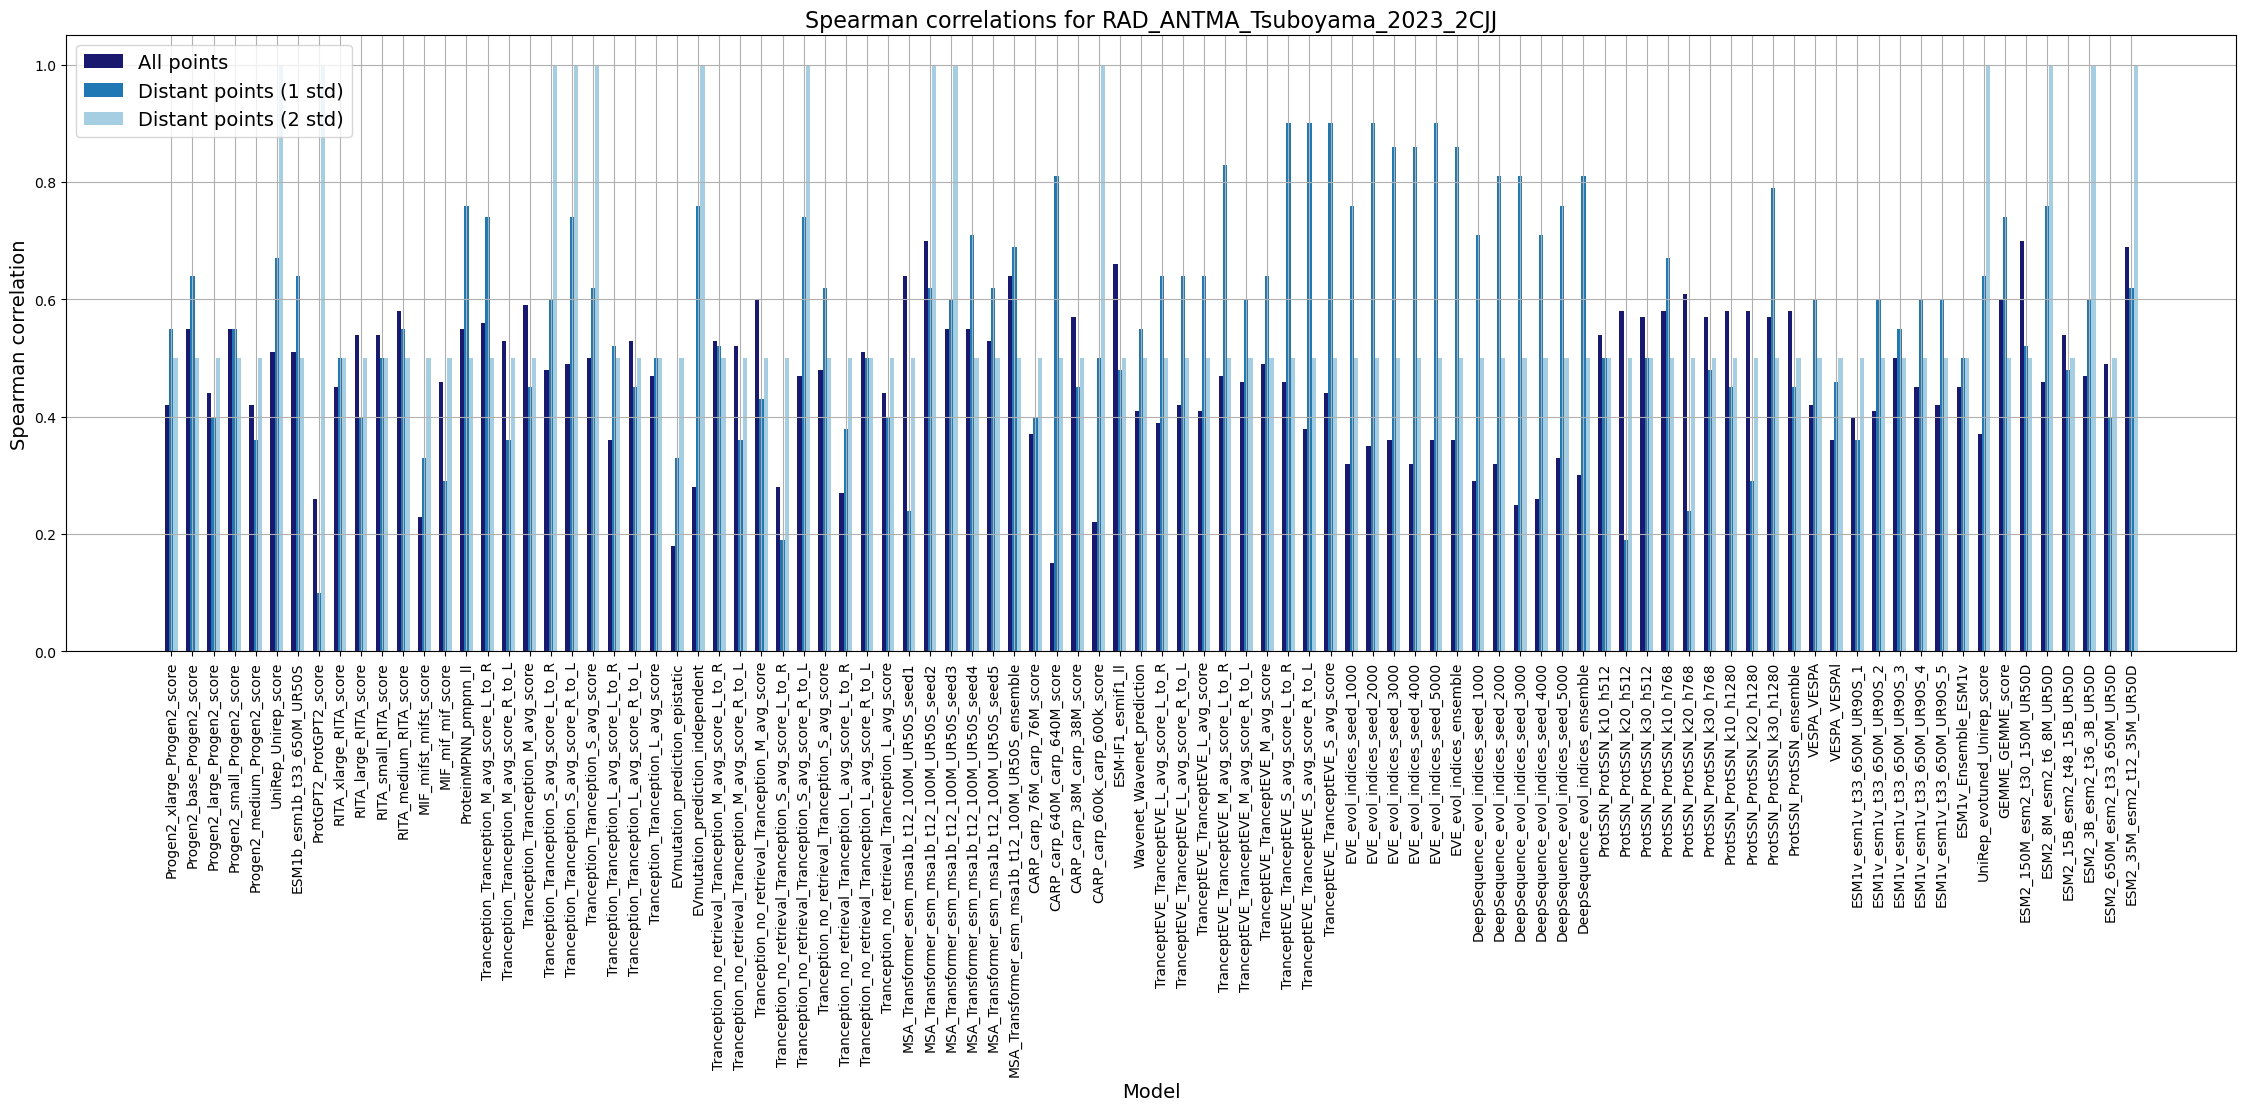 Spearman correlations for RAD_ANTMA_Tsuboyama_2023_2CJJ
All points
Distant points (1 std)
Distant points (2 std)
Spearman correlation
1.0
0.8
0.6
0.4
0.2
0.0
Progen2_xlarge_Progen2_score
Progen2_base_Progen2_score
Progen2_large_Progen2_score
Progen2_small_Progen2_score
Progen2_medium_Progen2_score
UniRep_Unirep_score
ESM1b_esm1b_t33_650M_UR50S
ProtGPT2_ProtGPT2_score
RITA_xlarge_RITA_score
RITA_large_RITA_score
RITA_small_RITA_score
RITA_medium_RITA_score
MIF_mifst_mifst_score
MIF_mif_mif_score
ProteinMPNN_pmpnn_ll
Tranception_Tranception_M_avg_score_L_to_R
Tranception_Tranception_M_avg_score_R_to_L
Tranception_Tranception_M_avg_score
Tranception_Tranception_S_avg_score_L_to_R
Tranception_Tranception_S_avg_score_R_to_L
Tranception_Tranception_S_avg_score
Tranception_Tranception_L_avg_score_L_to_R
Tranception_Tranception_L_avg_score_R_to_L
Tranception_Tranception_L_avg_score
EVmutation_prediction_epistatic
EVmutation_prediction_independent
Tranception_no_retrieval_Tranception_M_avg_score_L_to_R
Tranception_no_retrieval_Tranception_M_avg_score_R_to_L
Tranception_no_retrieval_Tranception_M_avg_score
Tranception_no_retrieval_Tranception_S_avg_score_L_to_R
Tranception_no_retrieval_Tranception_S_avg_score_R_to_L
Tranception_no_retrieval_Tranception_S_avg_score
Tranception_no_retrieval_Tranception_L_avg_score_L_to_R
Tranception_no_retrieval_Tranception_L_avg_score_R_to_L
Tranception_no_retrieval_Tranception_L_avg_score
MSA_Transformer_esm_msa1b_t12_100M_UR50S_seed1
MSA_Transformer_esm_msa1b_t12_100M_UR50S_seed2
MSA_Transformer_esm_msa1b_t12_100M_UR50S_seed3
MSA_Transformer_esm_msa1b_t12_100M_UR50S_seed4
MSA_Transformer_esm_msa1b_t12_100M_UR50S_seed5
MSA_Transformer_esm_msa1b_t12_100M_UR50S_ensemble
CARP_carp_76M_carp_76M_score
CARP_carp_640M_carp_640M_score
CARP_carp_38M_carp_38M_score
CARP_carp_600k_carp_600k_score
ESM-IF1_esmif1_ll
Wavenet_Wavenet_prediction
TranceptEVE_TranceptEVE_L_avg_score_L_to_R
TranceptEVE_TranceptEVE_L_avg_score_R_to_L
TranceptEVE_TranceptEVE_L_avg_score
TranceptEVE_TranceptEVE_M_avg_score_L_to_R
TranceptEVE_TranceptEVE_M_avg_score_R_to_L
TranceptEVE_TranceptEVE_M_avg_score
TranceptEVE_TranceptEVE_S_avg_score_L_to_R
TranceptEVE_TranceptEVE_S_avg_score_R_to_L
TranceptEVE_TranceptEVE_S_avg_score
EVE_evol_indices_seed_1000
EVE_evol_indices_seed_2000
EVE_evol_indices_seed_3000
EVE_evol_indices_seed_4000
EVE_evol_indices_seed_5000
EVE_evol_indices_ensemble
DeepSequence_evol_indices_seed_1000
DeepSequence_evol_indices_seed_2000
DeepSequence_evol_indices_seed_3000
DeepSequence_evol_indices_seed_4000
DeepSequence_evol_indices_seed_5000
DeepSequence_evol_indices_ensemble
ProtSSN_ProtSSN_k10_h512
ProtSSN_ProtSSN_k20_h512
ProtSSN_ProtSSN_k30_h512
ProtSSN_ProtSSN_k10_h768
ProtSSN_ProtSSN_k20_h768
ProtSSN_ProtSSN_k30_h768
ProtSSN_ProtSSN_k10_h1280
ProtSSN_ProtSSN_k20_h1280
ProtSSN_ProtSSN_k30_h1280
ProtSSN_ProtSSN_ensemble
VESPA_VESPA
VESPA_VESPAl
ESM1v_esm1v_t33_650M_UR90S_1
ESM1v_esm1v_t33_650M_UR90S_2
ESM1v_esm1v_t33_650M_UR90S_3
ESM1v_esm1v_t33_650M_UR90S_4
ESM1v_esm1v_t33_650M_UR90S_5
ESM1v_Ensemble_ESM1v
UniRep_evotuned_Unirep_score
GEMME_GEMME_score
ESM2_150M_esm2_t30_150M_UR50D
ESM2_8M_esm2_t6_8M_UR50D
ESM2_15B_esm2_t48_15B_UR50D
ESM2_3B_esm2_t36_3B_UR50D
ESM2_650M_esm2_t33_650M_UR50D
ESM2_35M_esm2_t12_35M_UR50D
Model